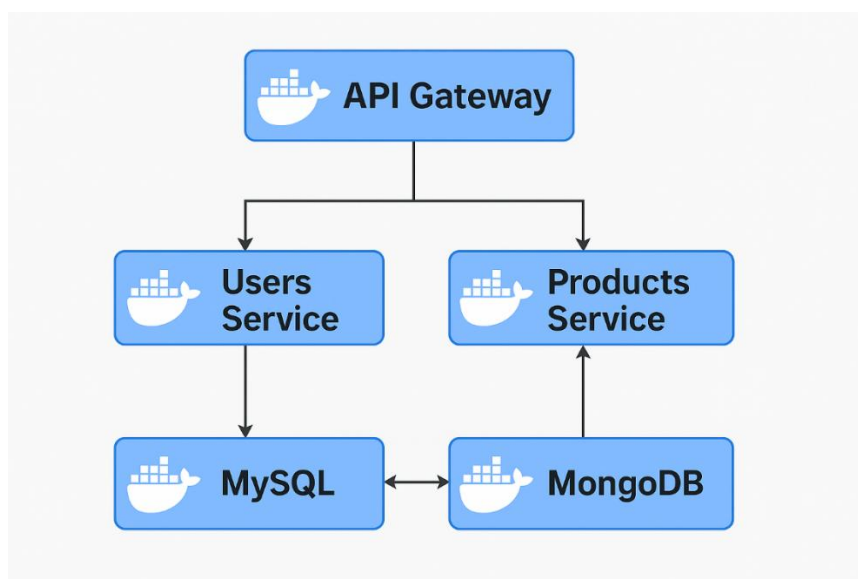 API Gateway
Users
Service
Products
Service
MySQL
MongoDB